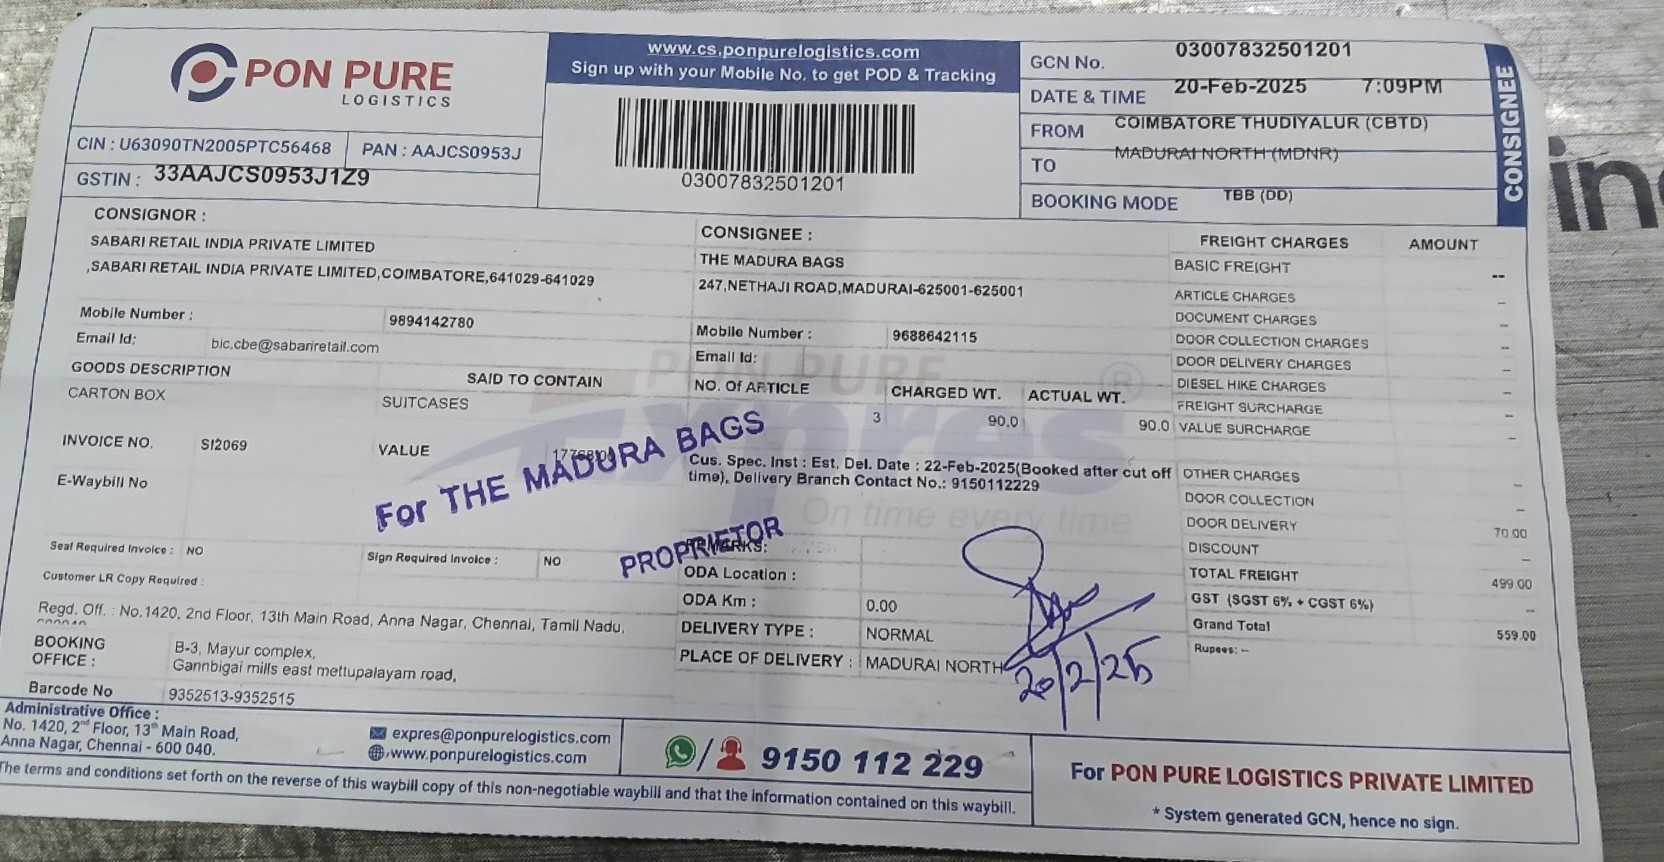 PON PURE
LOGISTICS
CIN : U63090TN2005PTC56468
PAN : AAJCS0953J
GSTIN : 33AAJCS0953J1Z9
www.cs.ponpurelogistics.com
Sign up with your Mobile No. to get POD & Tracking
03007832501201
GCN No. 03007832501201
DATE & TIME 20-Feb-2025 7:09PM
FROM COIMBATORE THUDIYALUR (CBTD)
TO MADURAI NORTH (MDNR)
BOOKING MODE TBB (DD)
CONSIGNEE
CONSIGNOR :
SABARI RETAIL INDIA PRIVATE LIMITED
,SABARI RETAIL INDIA PRIVATE LIMITED,COIMBATORE,641029-641029
Mobile Number : 9894142780
Email Id: bic.cbe@sabariretail.com
CONSIGNEE :
THE MADURA BAGS
247,NETHAJI ROAD,MADURAI-625001-625001
Mobile Number : 9688642115
Email Id:
GOODS DESCRIPTION SAID TO CONTAIN NO. Of ARTICLE CHARGED WT. ACTUAL WT.
CARTON BOX SUITCASES 3 90.0 90.0
INVOICE NO. SI2069 VALUE
E-Waybill No
Cus. Spec. Inst : Est. Del. Date : 22-Feb-2025(Booked after cut off
time), Delivery Branch Contact No.: 9150112229
PON PURE
Expres ®
On time every time
For THE MADURA BAGS
PROPRIETOR
Seal Required Invoice : NO Sign Required Invoice : NO
Customer LR Copy Required :
REMARKS:
ODA Location :
ODA Km : 0.00
DELIVERY TYPE : NORMAL
PLACE OF DELIVERY : MADURAI NORTH
20/2/25
Regd. Off. : No.1420, 2nd Floor, 13th Main Road, Anna Nagar, Chennai, Tamil Nadu,
BOOKING OFFICE : B-3, Mayur complex,
Gannbigai mills east mettupalayam road,
Barcode No 9352513-9352515
FREIGHT CHARGES AMOUNT
BASIC FREIGHT --
ARTICLE CHARGES –
DOCUMENT CHARGES –
DOOR COLLECTION CHARGES –
DOOR DELIVERY CHARGES –
DIESEL HIKE CHARGES –
FREIGHT SURCHARGE –
VALUE SURCHARGE –
OTHER CHARGES –
DOOR COLLECTION –
DOOR DELIVERY 70.00
DISCOUNT –
TOTAL FREIGHT 499.00
GST (SGST 6% + CGST 6%) --
Grand Total 559.00
Rupees: --
Administrative Office :
No. 1420, 2nd Floor, 13th Main Road,
Anna Nagar, Chennai - 600 040.
expres@ponpurelogistics.com
www.ponpurelogistics.com
/ 9150 112 229
The terms and conditions set forth on the reverse of this waybill copy of this non-negotiable waybill and that the information contained on this waybill.
For PON PURE LOGISTICS PRIVATE LIMITED
* System generated GCN, hence no sign.